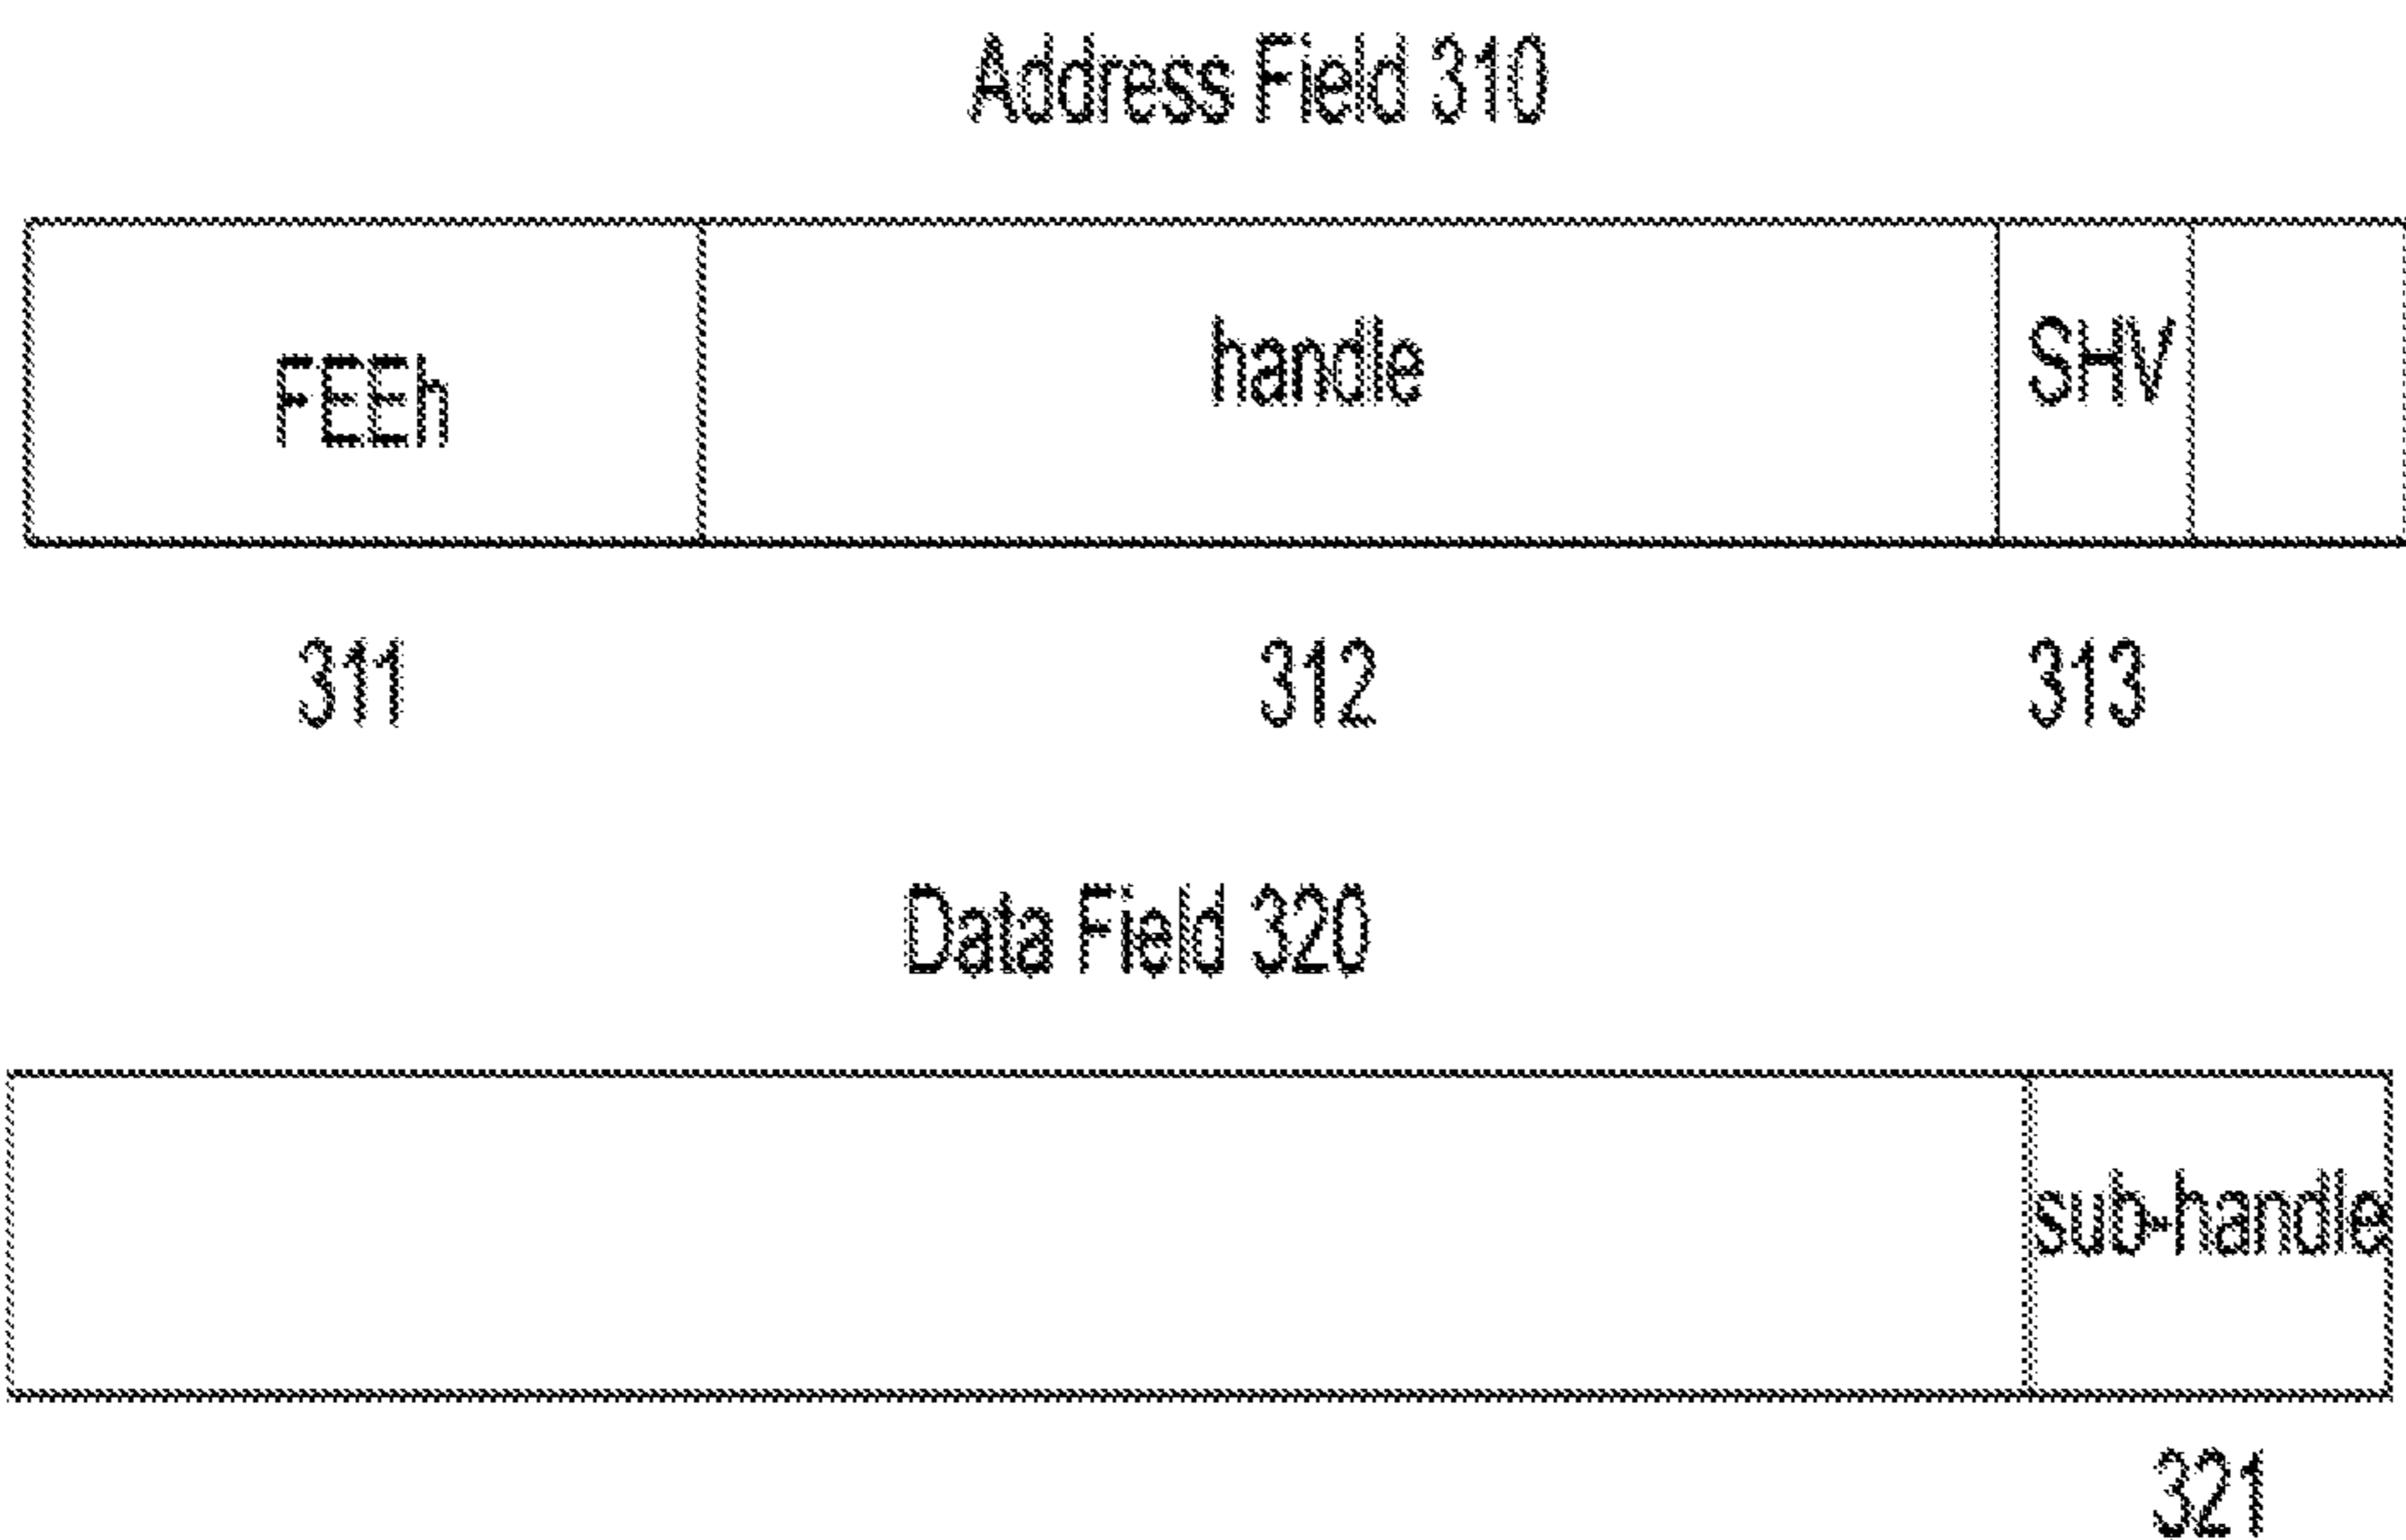 Address Field 310
FEEh handle SHV
311 312 313
Data Field 320
sub-handle
321